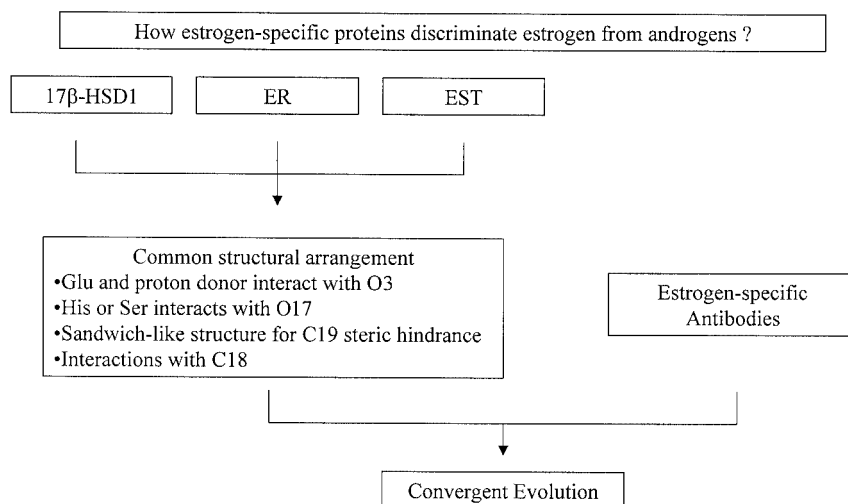 How estrogen-specific proteins discriminate estrogen from androgens ?
17β-HSD1
ER
EST
Common structural arrangement
•Glu and proton donor interact with O3
•His or Ser interacts with O17
•Sandwich-like structure for C19 steric hindrance
•Interactions with C18
Estrogen-specific
Antibodies
Convergent Evolution